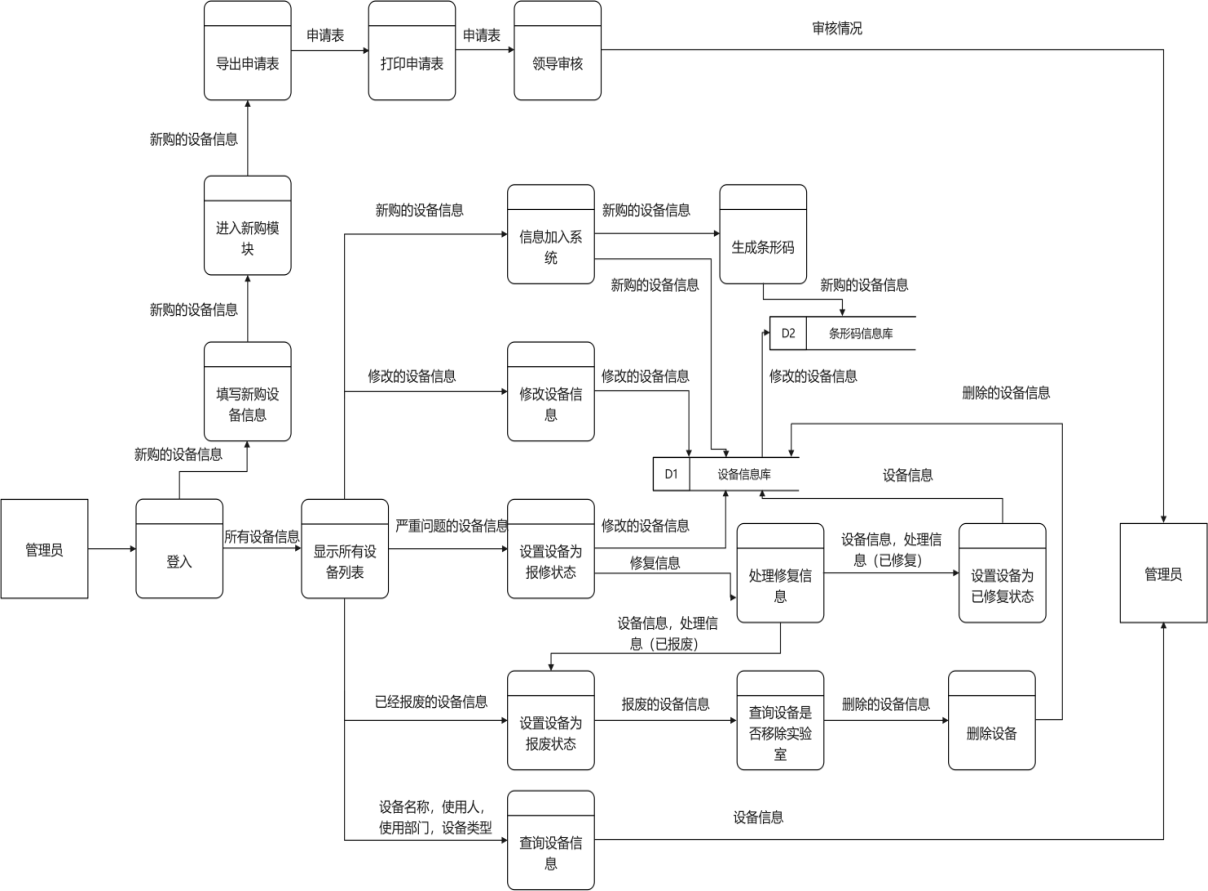 审核情况
申请表
申请表
导出申请表
打印申请表
领导审核
新购的设备信息
进入新购模
块
新购的设备信息
新购的设备信息
信息加入系
统
生成条形码
新购的设备信息
新购的设备信息
新购的设备信息
D2
条形码信息库
填写新购设
备信息
修改的设备信息
修改设备信
息
修改的设备信息
修改的设备信息
删除的设备信息
新购的设备信息
D1
设备信息库
设备信息
管理员
登入
所有设备信息
显示所有设
备列表
严重问题的设备信息
设置设备为
报修状态
修改的设备信息
修复信息
处理修复信
息
设备信息，处理信
息（已修复）
设置设备为
已修复状态
管理员
设备信息，处理信
息（已报废）
已经报废的设备信息
设置设备为
报废状态
报废的设备信息
查询设备是
否移除实验
室
删除的设备信息
删除设备
设备名称，使用人，
使用部门，设备类型
查询设备信
息
设备信息